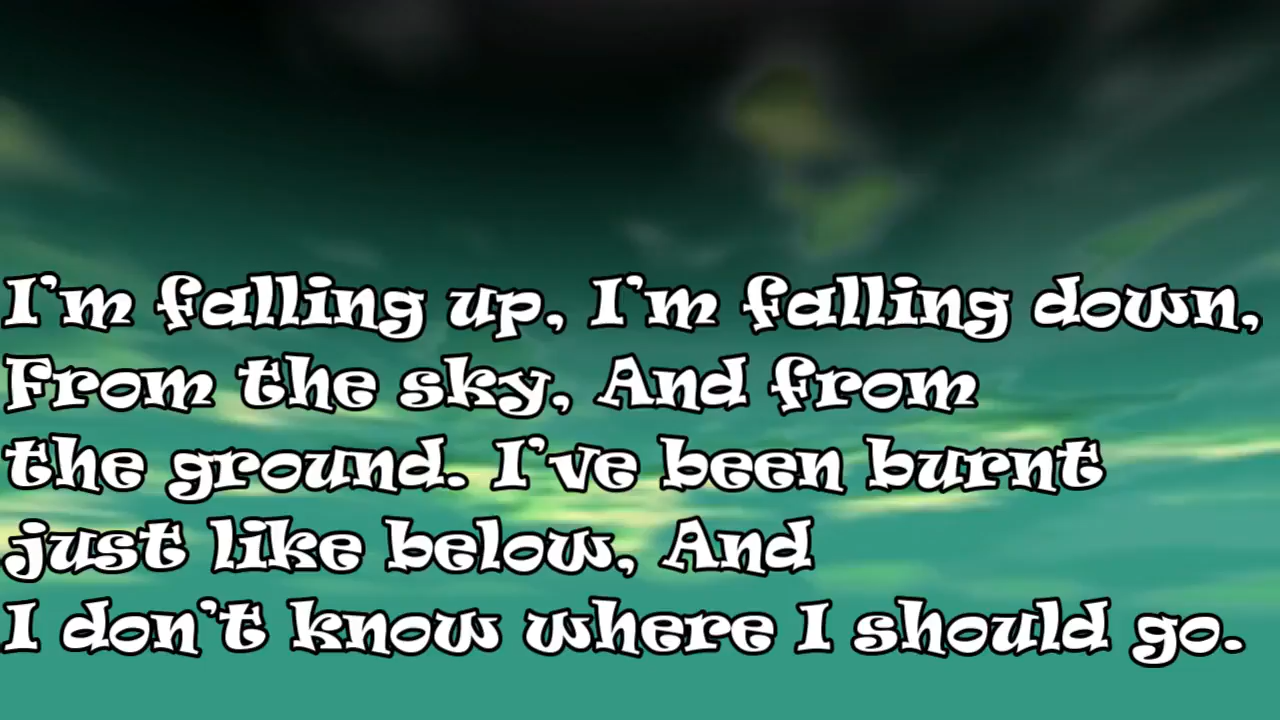 I'm falling up, I'm falling down,
From the sky, And from
the ground. I've been burnt
just like below, And
I don't know where I should go.